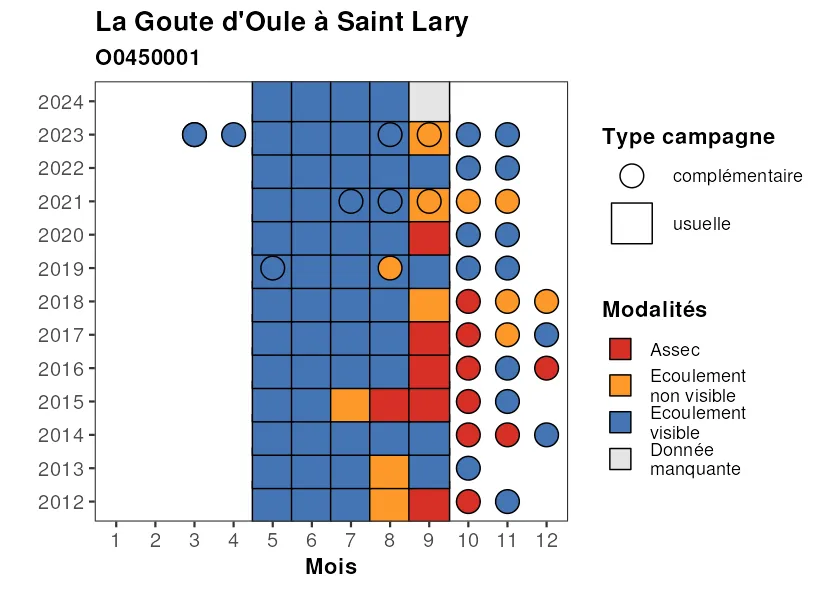 La Goute d'Oule à Saint Lary
O0450001
2024
2023
2022
2021
2020
2019
2018
2017
2016
2015
2014
2013
2012
1 2 3 4 5 6 7 8 9 10 11 12
Mois
Type campagne
complémentaire
usuelle
Modalités
Assec
Ecoulement
non visible
Ecoulement
visible
Donnée
manquante